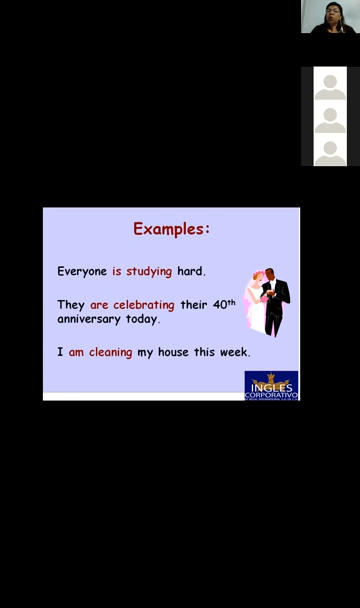 Examples:
Everyone is studying hard.
They are celebrating their 40th
anniversary today.
I am cleaning my house this week.
INGLES
CORPORATIVO